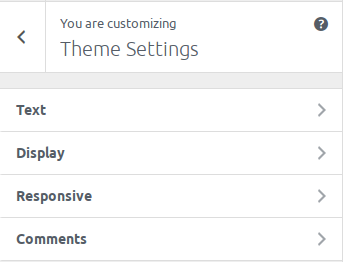 You are customizing
?
Theme Settings
Text
Display
Responsive
Comments